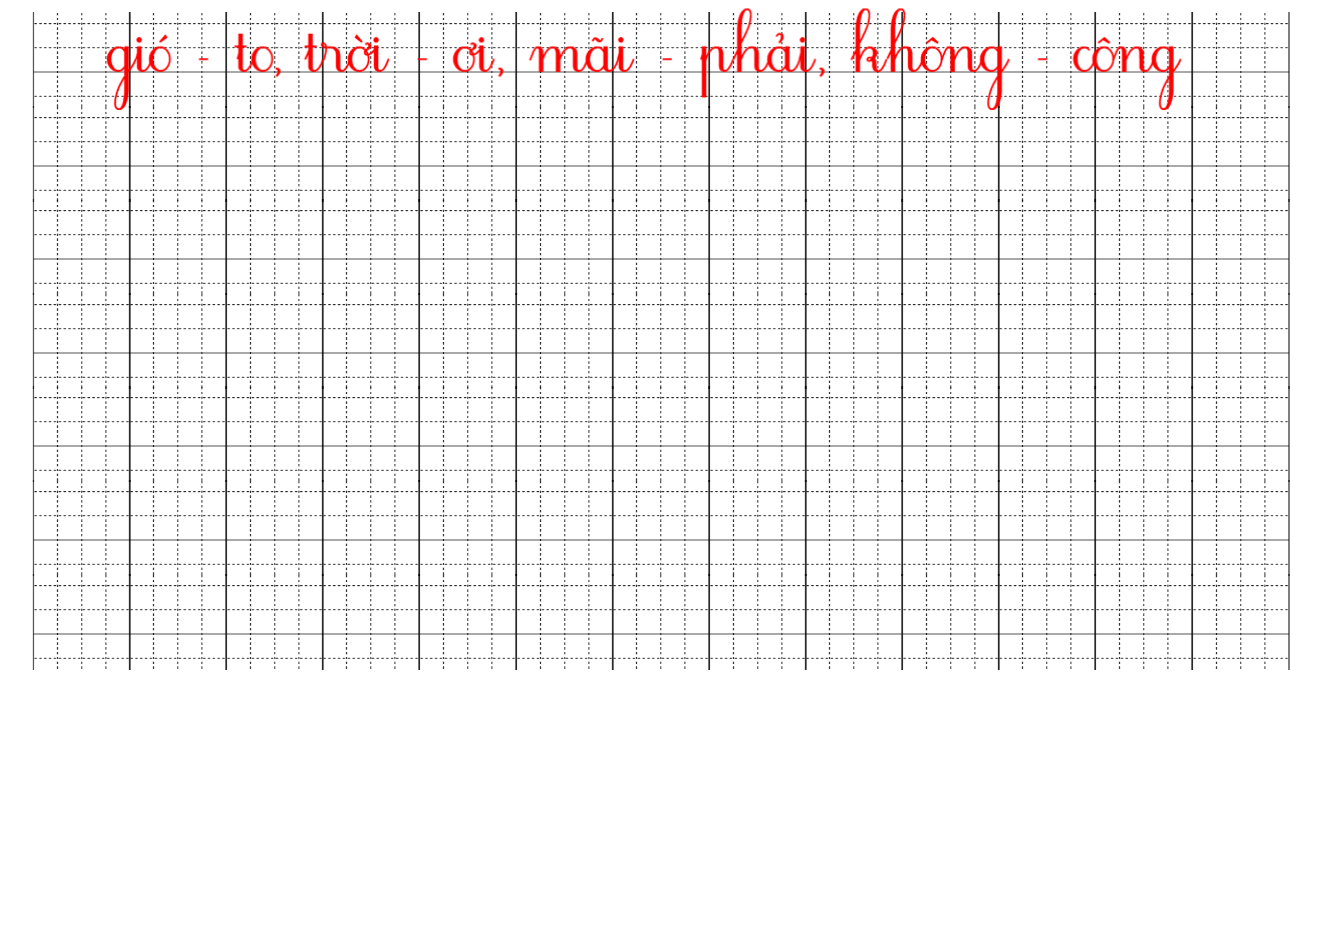 gió - to, trời - ơi, mãi - phải, không - công